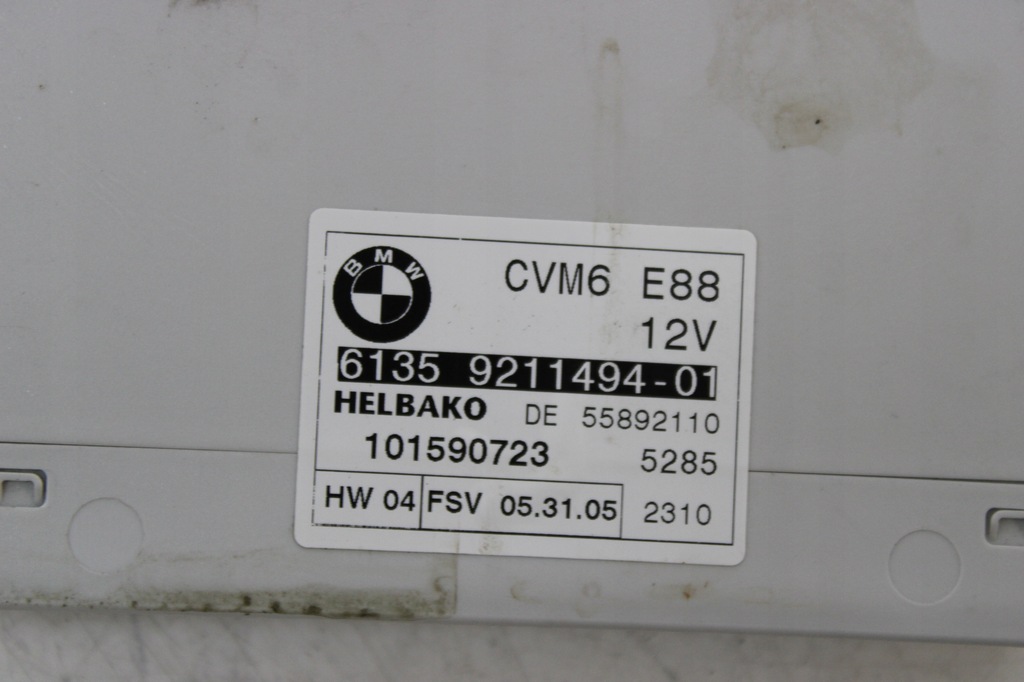 BMW
CVM6 E88
12V
6135 9211494-01
HELBAKO DE 55892110
101590723 5285
HW 04 FSV 05.31.05 2310